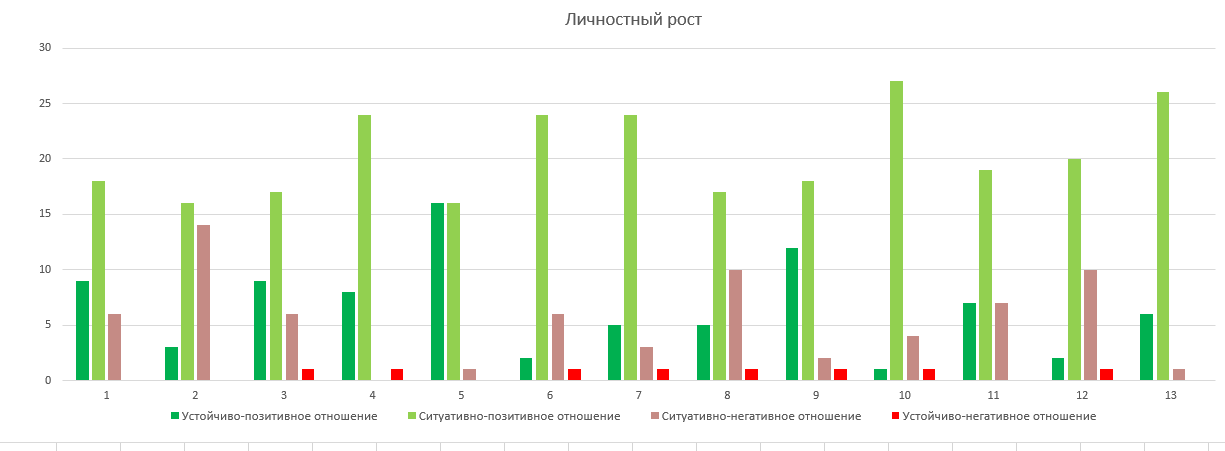 Личностный рост
30
25
20
15
10
5
0
1 2 3 4 5 6 7 8 9 10 11 12 13
Устойчиво-позитивное отношение Ситуативно-позитивное отношение Ситуативно-негативное отношение Устойчиво-негативное отношение